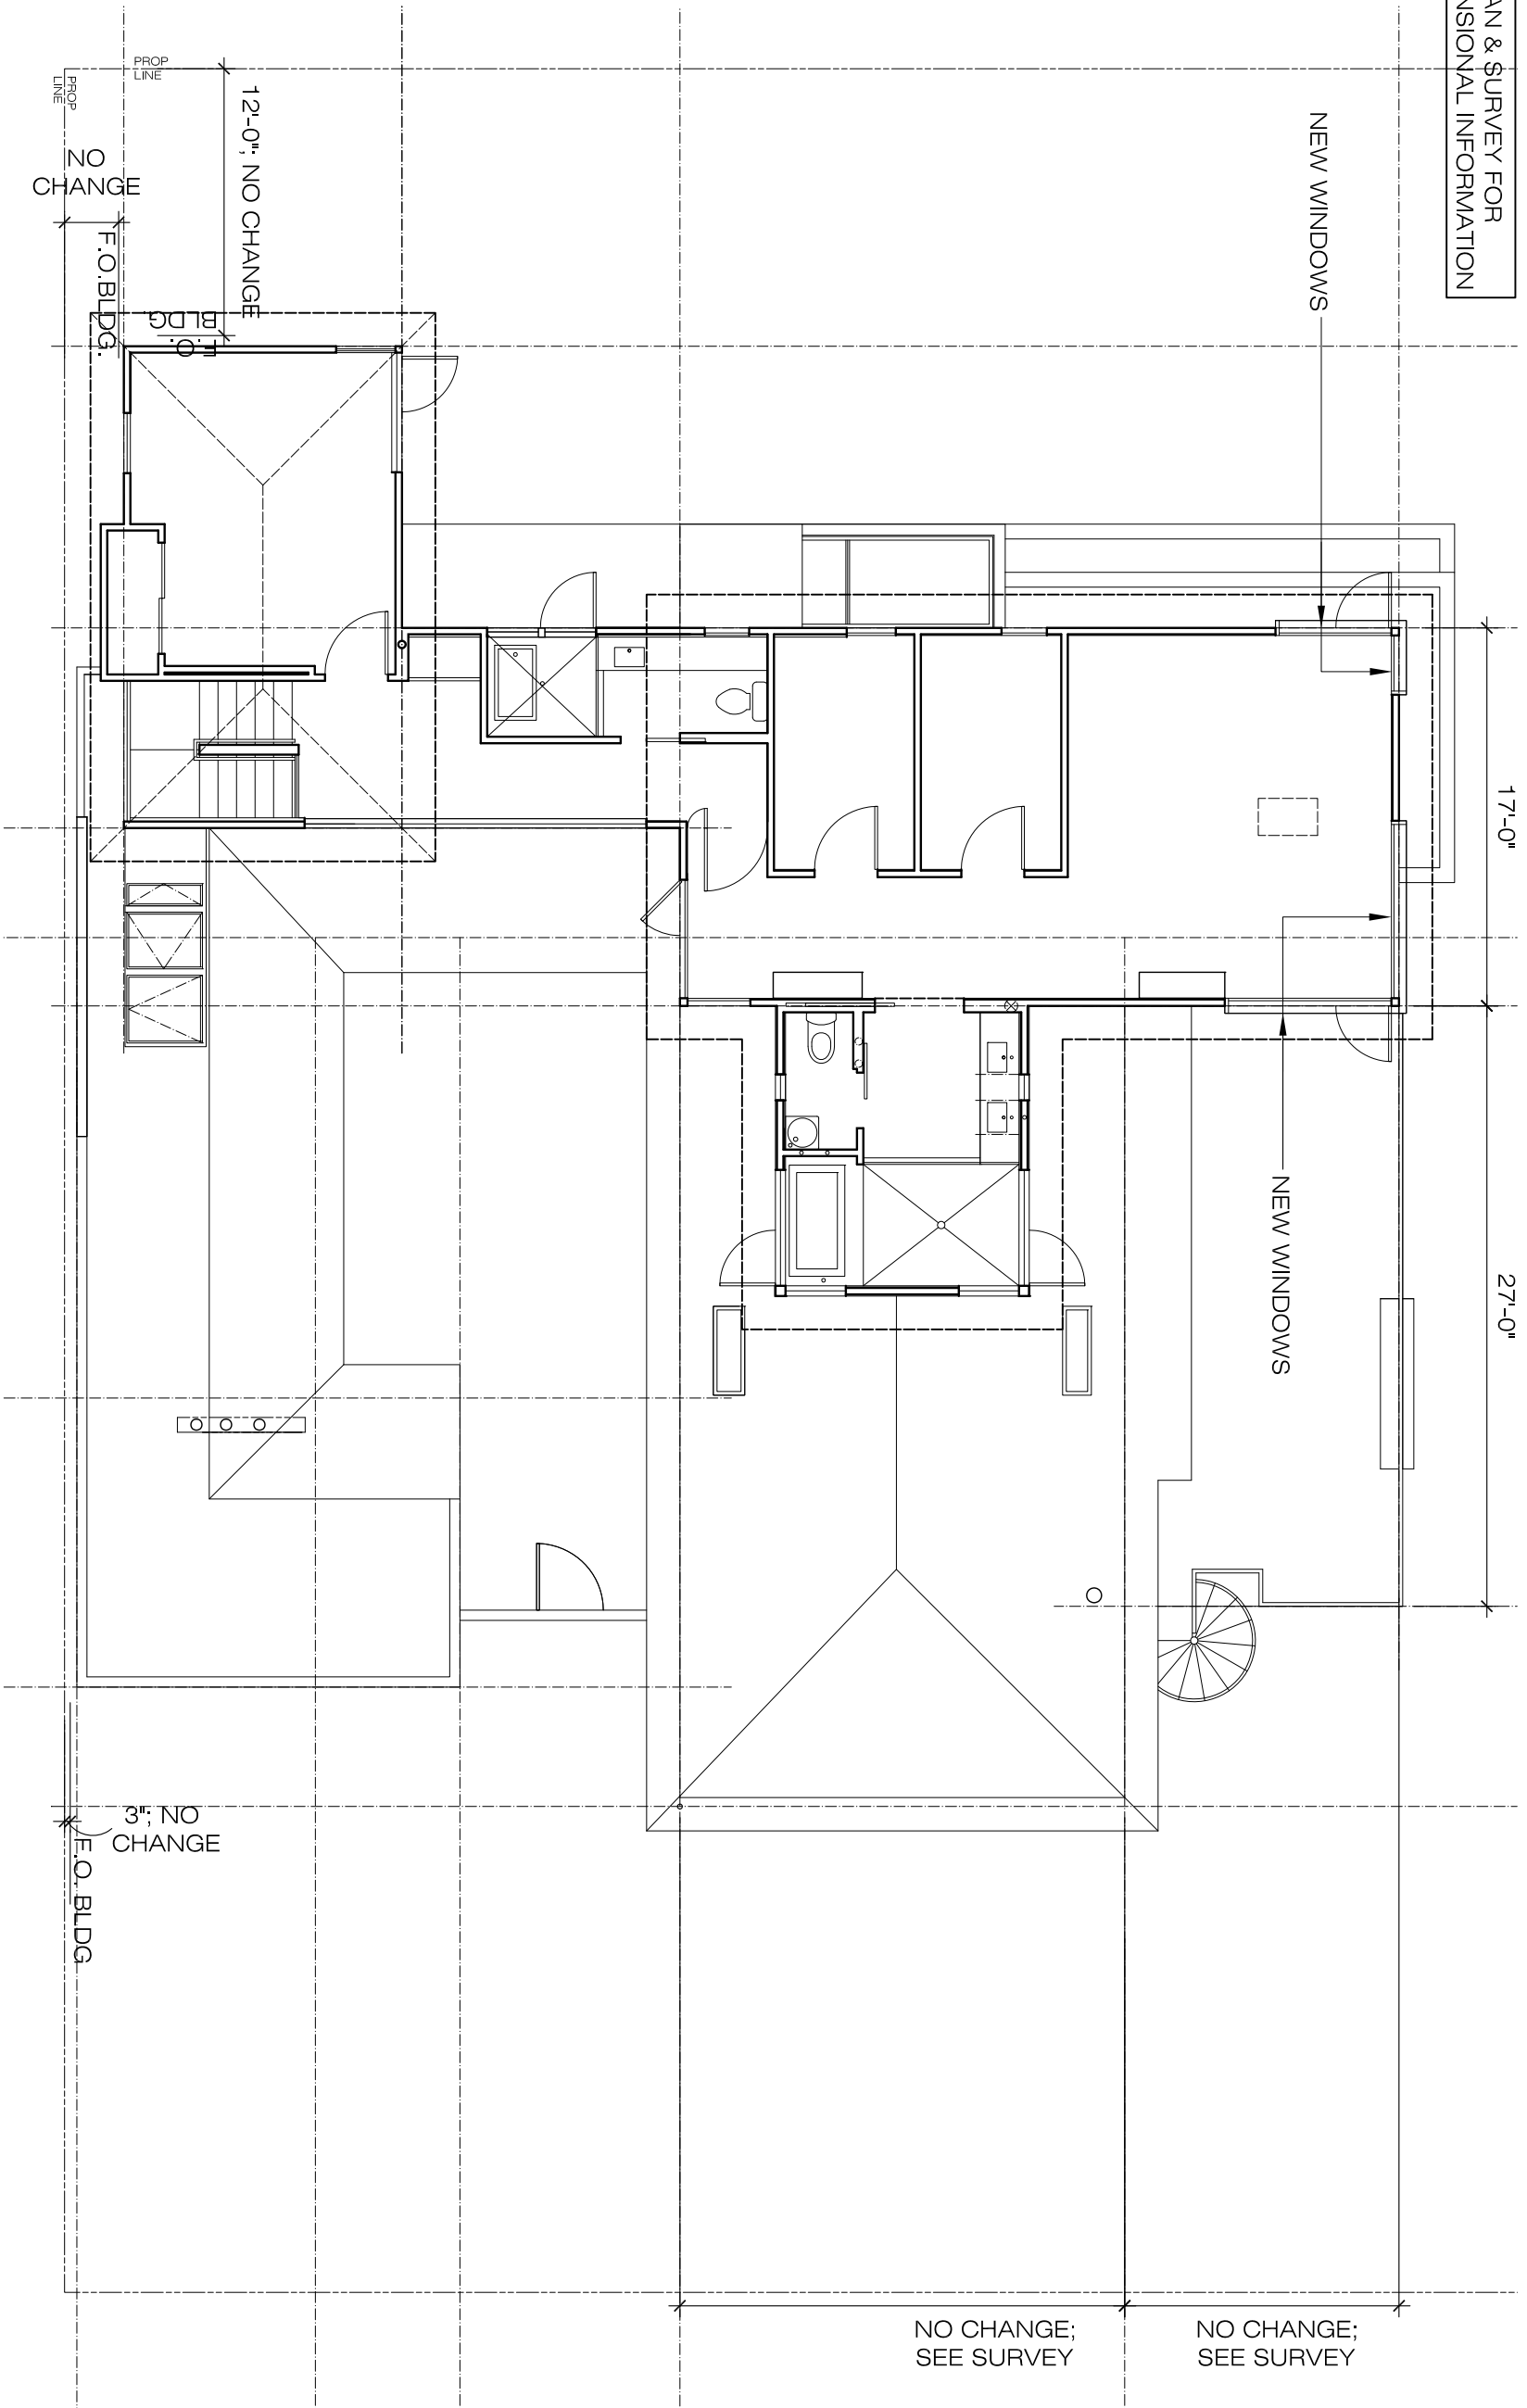 AN & SURVEY FOR
NSIONAL INFORMATION
PROP
LINE
PROP
LINE
NO
CHANGE
12'-0"; NO CHANGE
F.O.BLDG.
F.O.
BLDG.
NEW WINDOWS
17'-0"
27'-0"
NEW WINDOWS
3"; NO
CHANGE
F.O. BLDG
NO CHANGE;
SEE SURVEY
NO CHANGE;
SEE SURVEY